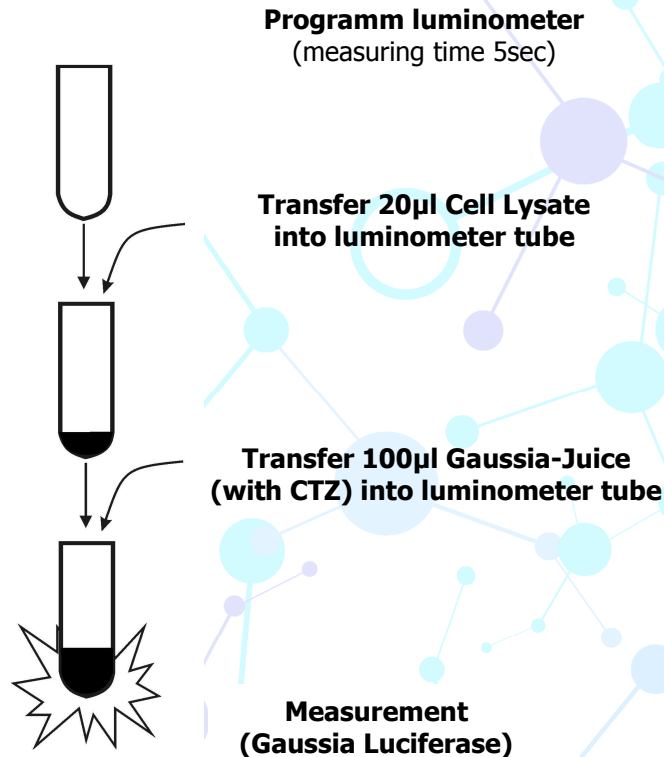 Programm luminometer
(measuring time 5sec)
Transfer 20µl Cell Lysate
into luminometer tube
Transfer 100µl Gaussia-Juice
(with CTZ) into luminometer tube
Measurement
(Gaussia Luciferase)